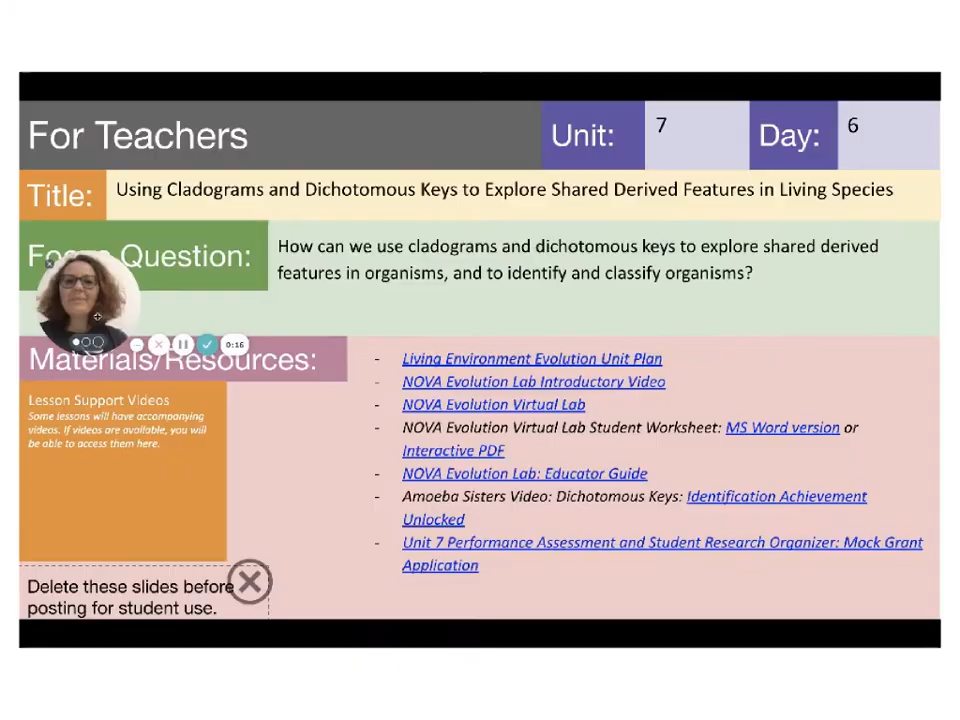 For Teachers
Unit:
7
Day:
6
Title:
Using Cladograms and Dichotomous Keys to Explore Shared Derived Features in Living Species
Question:
How can we use cladograms and dichotomous keys to explore shared derived
features in organisms, and to identify and classify organisms?
0:16
Materials/Resources:
- Living Environment Evolution Unit Plan
- NOVA Evolution Lab Introductory Video
- NOVA Evolution Virtual Lab
- NOVA Evolution Virtual Lab Student Worksheet: MS Word version or
Interactive PDF
- NOVA Evolution Lab: Educator Guide
- Amoeba Sisters Video: Dichotomous Keys: Identification Achievement
Unlocked
- Unit 7 Performance Assessment and Student Research Organizer: Mock Grant
Application
Lesson Support Videos
Some lessons will have accompanying
videos. If videos are available, you will
be able to access them here.
Delete these slides before
posting for student use.